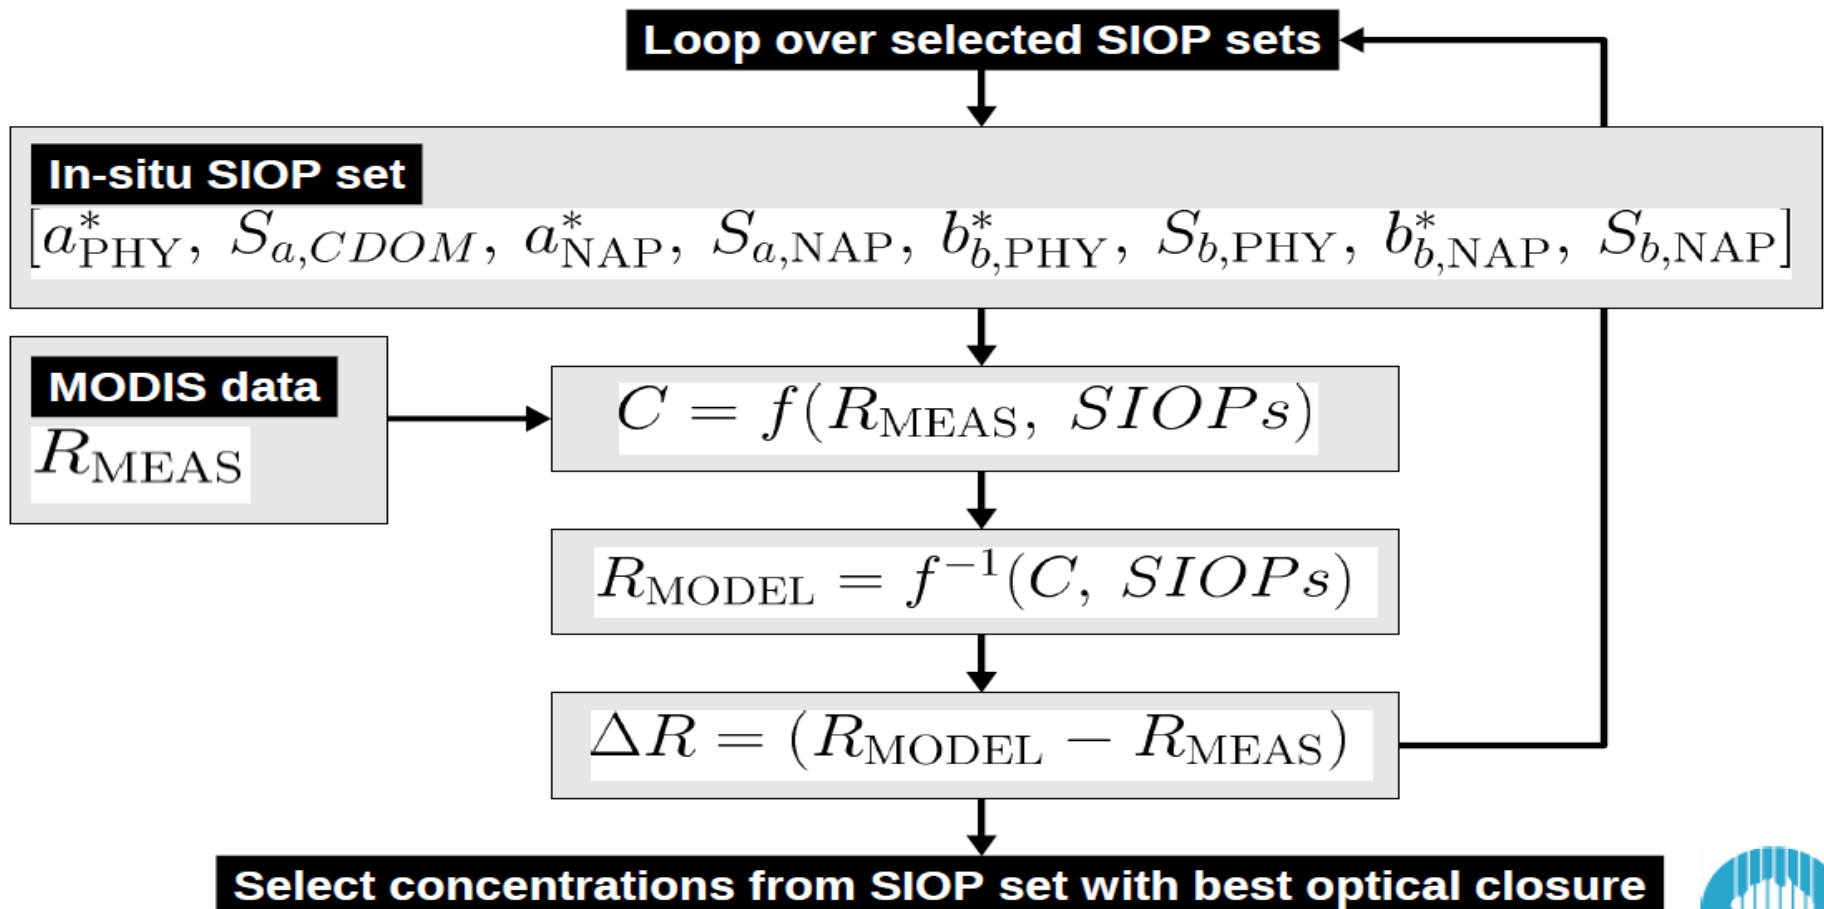 Loop over selected SIOP sets
In-situ SIOP set
[a*PHY, Sa,CDOM, a*NAP, Sa,NAP, b*b,PHY, Sb,PHY, b*b,NAP, Sb,NAP]
MODIS data
RMEAS
C = f(RMEAS, SIOPs)
RMODEL = f⁻¹(C, SIOPs)
ΔR = (RMODEL − RMEAS)
Select concentrations from SIOP set with best optical closure